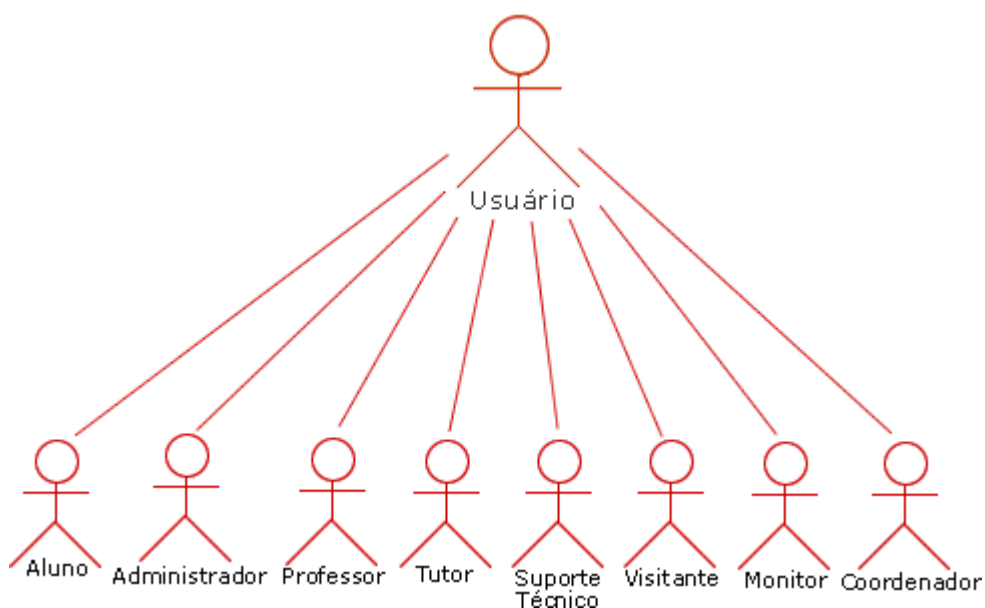 Usuário
Aluno
Administrador
Professor
Tutor
Suporte
Técnico
Visitante
Monitor
Coordenador